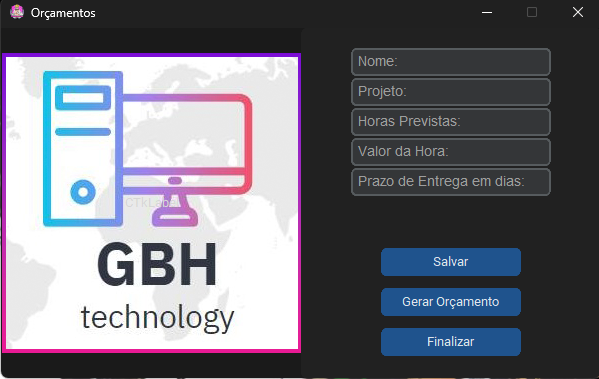 Orçamentos
CTkLabel
GBH
technology
Nome:
Projeto:
Horas Previstas:
Valor da Hora:
Prazo de Entrega em dias:
Salvar
Gerar Orçamento
Finalizar